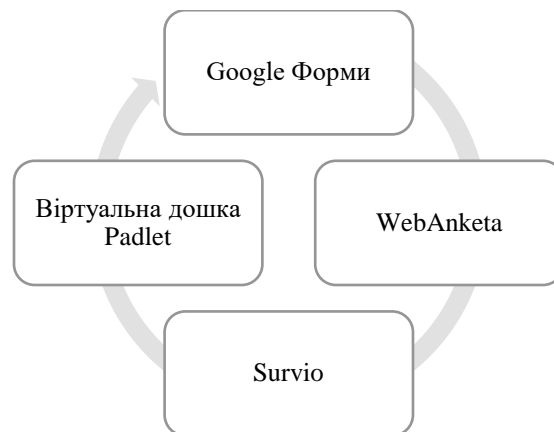 Google Форми
Віртуальна дошка
Padlet
WebAnketa
Survio